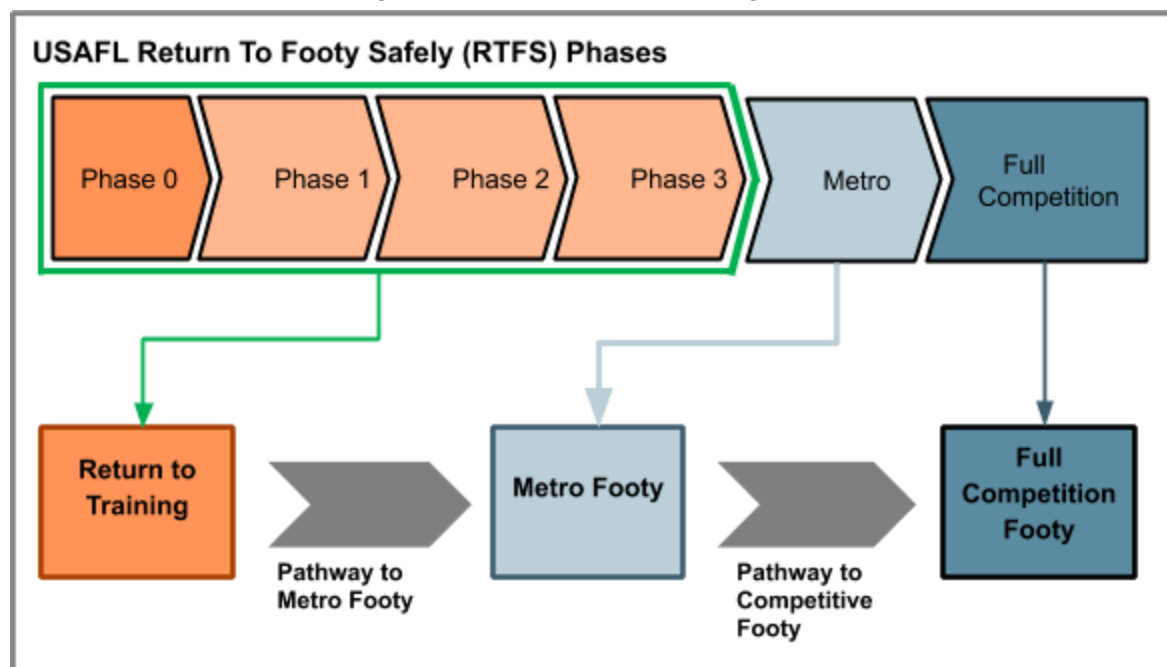 USAFL Return To Footy Safely (RTFS) Phases
Phase 0
Phase 1
Phase 2
Phase 3
Metro
Full
Competition
Return to
Training
Pathway to
Metro Footy
Metro Footy
Pathway to
Competitive
Footy
Full
Competition
Footy